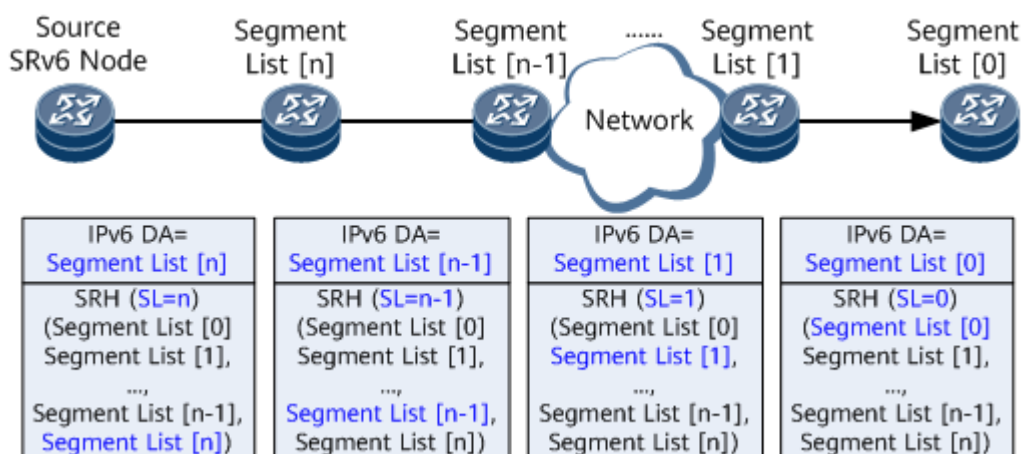 Source
SRv6 Node
Segment
List [n]
Segment
List [n-1]
......
Segment
List [1]
Segment
List [0]
Network
IPv6 DA=
Segment List [n]
SRH (SL=n)
(Segment List [0]
Segment List [1],
...,
Segment List [n-1],
Segment List [n])
IPv6 DA=
Segment List [n-1]
SRH (SL=n-1)
(Segment List [0]
Segment List [1],
...,
Segment List [n-1],
Segment List [n])
IPv6 DA=
Segment List [1]
SRH (SL=1)
(Segment List [0]
Segment List [1],
...,
Segment List [n-1],
Segment List [n])
IPv6 DA=
Segment List [0]
SRH (SL=0)
(Segment List [0]
Segment List [1],
...,
Segment List [n-1],
Segment List [n])